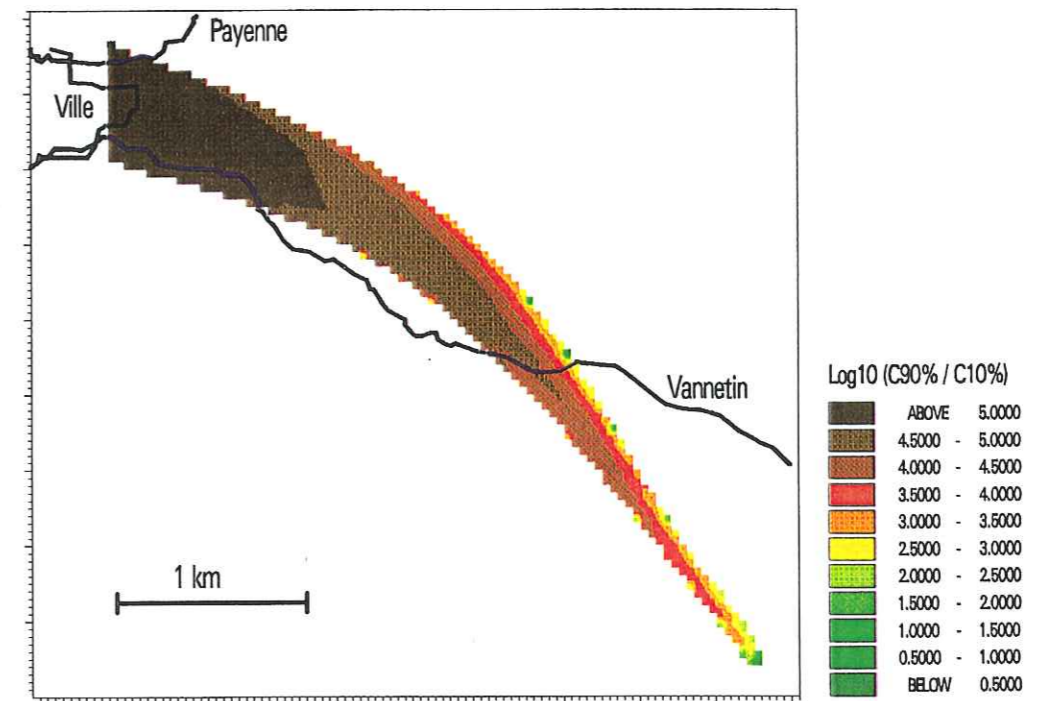 Payenne
Ville
Vannetin
1 km
Log10 (C90% / C10%)
ABOVE 5.0000
4.5000 - 5.0000
4.0000 - 4.5000
3.5000 - 4.0000
3.0000 - 3.5000
2.5000 - 3.0000
2.0000 - 2.5000
1.5000 - 2.0000
1.0000 - 1.5000
0.5000 - 1.0000
BELOW 0.5000